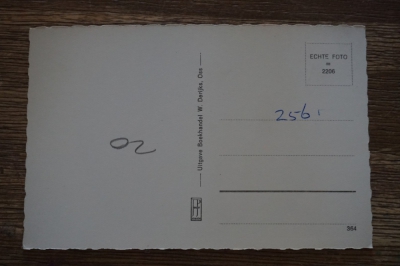 ECHTE FOTO
2206
Uitgave Boekhandel W. Derijks, Oss
256
02
384